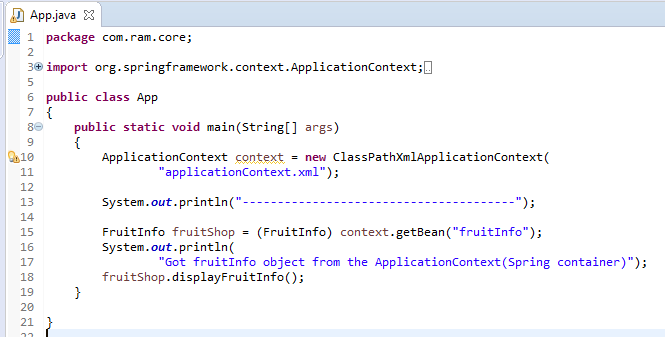 App.java
1 package com.ram.core;
2
3 import org.springframework.context.ApplicationContext;
5
6 public class App
7 {
8 public static void main(String[] args)
9 {
10 ApplicationContext context = new ClassPathXmlApplicationContext(
11 "applicationContext.xml");
12
13 System.out.println("---------------------------------------");
14
15 FruitInfo fruitShop = (FruitInfo) context.getBean("fruitInfo");
16 System.out.println(
17 "Got fruitInfo object from the ApplicationContext(Spring container)");
18 fruitShop.displayFruitInfo();
19 }
20
21 }
22